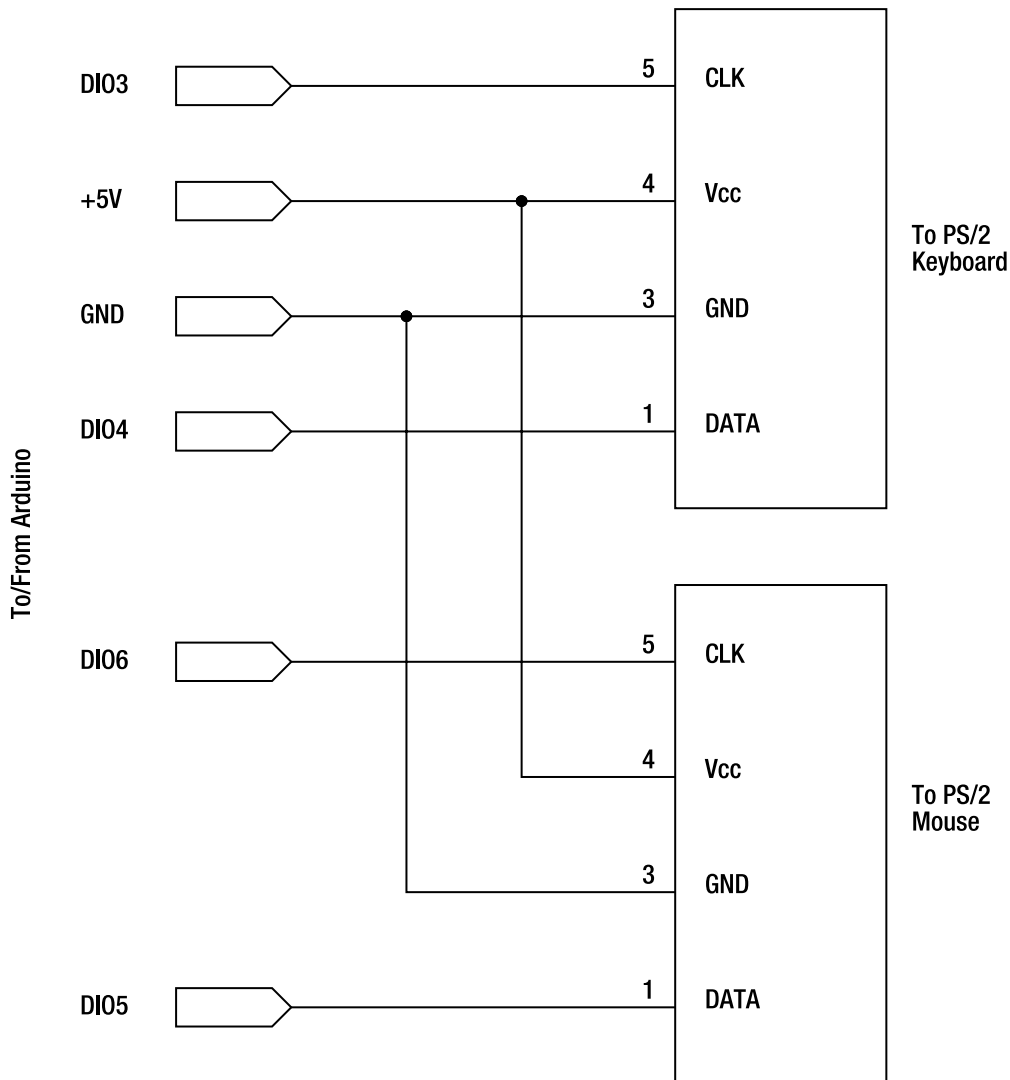 DIO3
5
CLK
+5V
4
Vcc
To PS/2
Keyboard
GND
3
GND
DIO4
1
DATA
To/From Arduino
DIO6
5
CLK
4
Vcc
To PS/2
Mouse
3
GND
DIO5
1
DATA